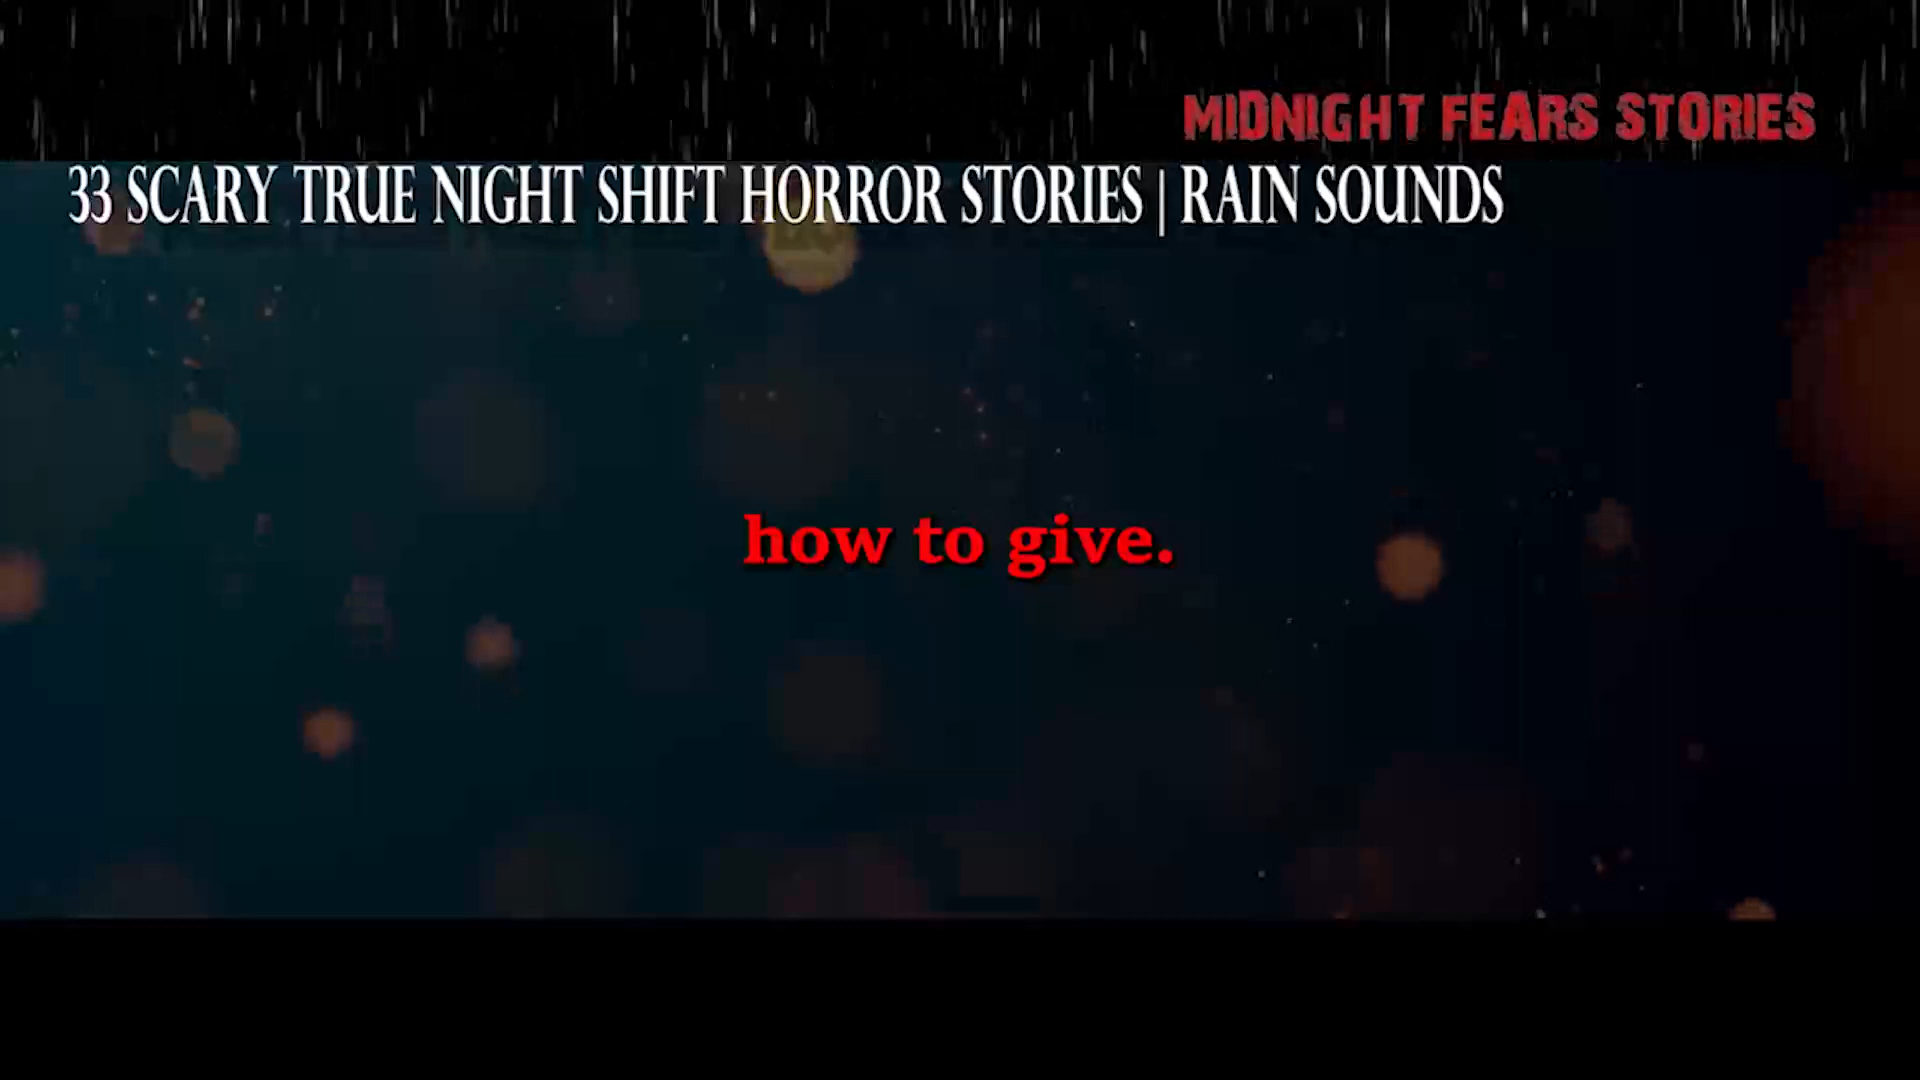 MIDNIGHT FEARS STORIES
33 SCARY TRUE NIGHT SHIFT HORROR STORIES | RAIN SOUNDS
how to give.